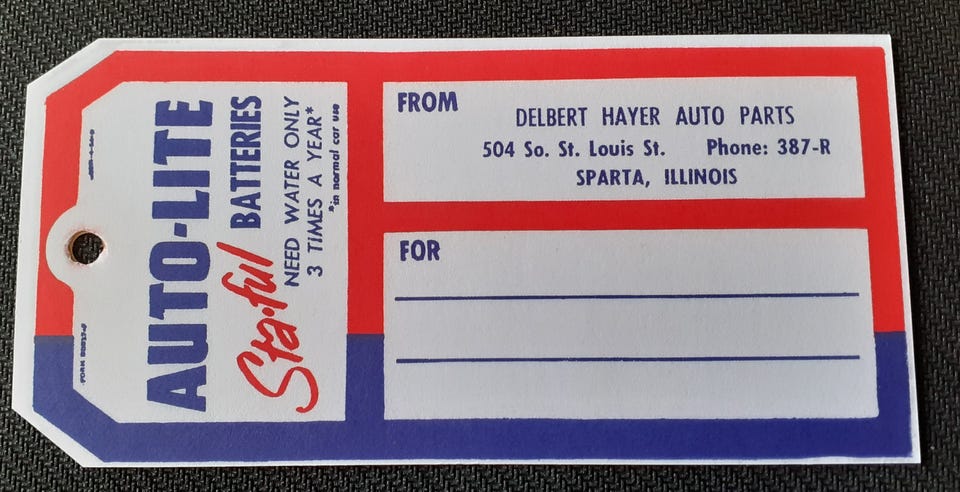 AUTO-LITE
Sta-ful BATTERIES
NEED WATER ONLY
3 TIMES A YEAR*
*in normal car use
FROM
DELBERT HAYER AUTO PARTS
504 So. St. Louis St. Phone: 387-R
SPARTA, ILLINOIS
FOR
FORM